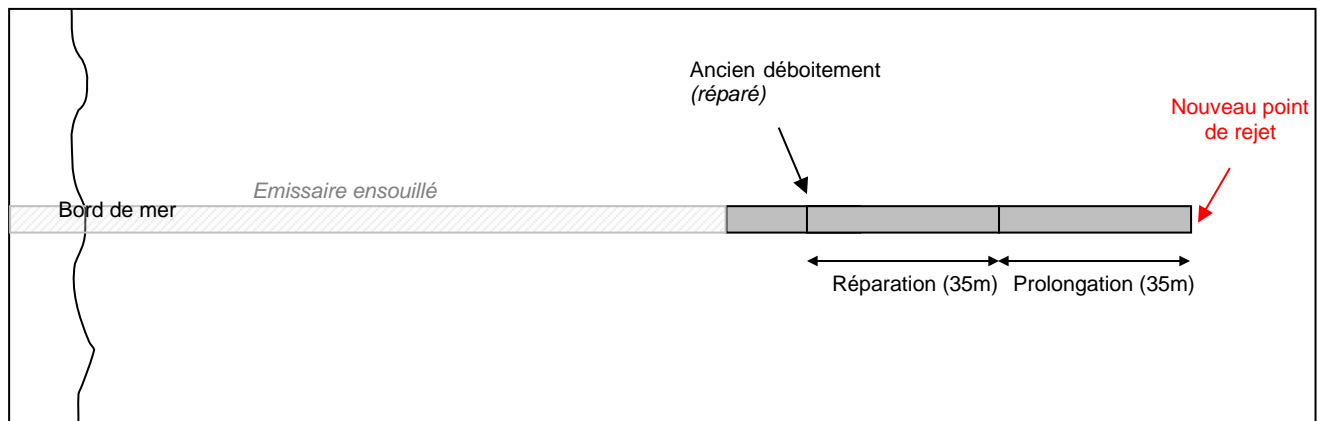 Ancien déboitement
(réparé)
Nouveau point
de rejet
Emissaire ensouillé
Bord de mer
Réparation (35m)
Prolongation (35m)